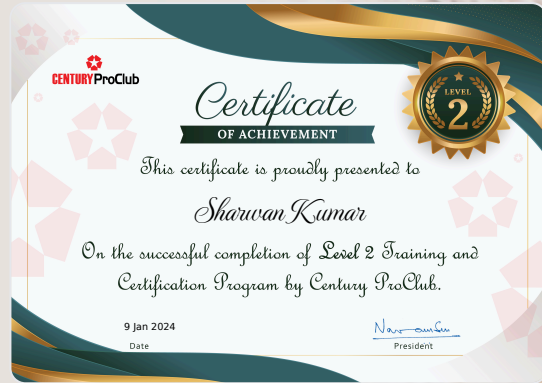 CENTURY ProClub
Certificate
OF ACHIEVEMENT
LEVEL
2
This certificate is proudly presented to
Sharwan Kumar
On the successful completion of Level 2 Training and
Certification Program by Century ProClub.
9 Jan 2024
Date
President